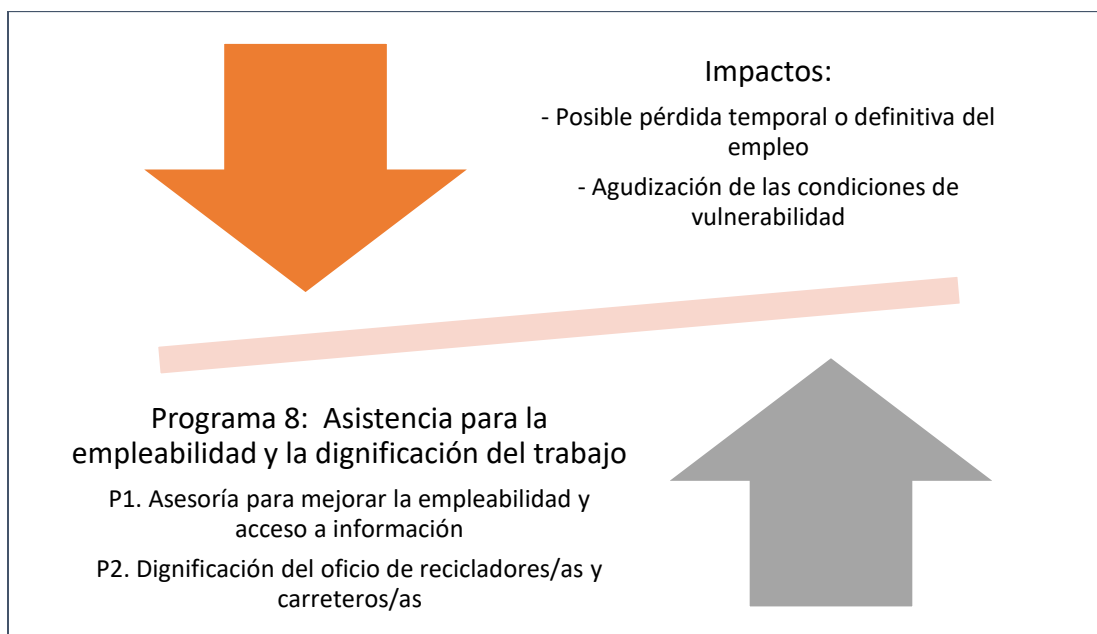 Impactos:
- Posible pérdida temporal o definitiva del
empleo
- Agudización de las condiciones de
vulnerabilidad
Programa 8:  Asistencia para la
empleabilidad y la dignificación del trabajo
P1. Asesoría para mejorar la empleabilidad y
acceso a información
P2. Dignificación del oficio de recicladores/as y
carreteros/as